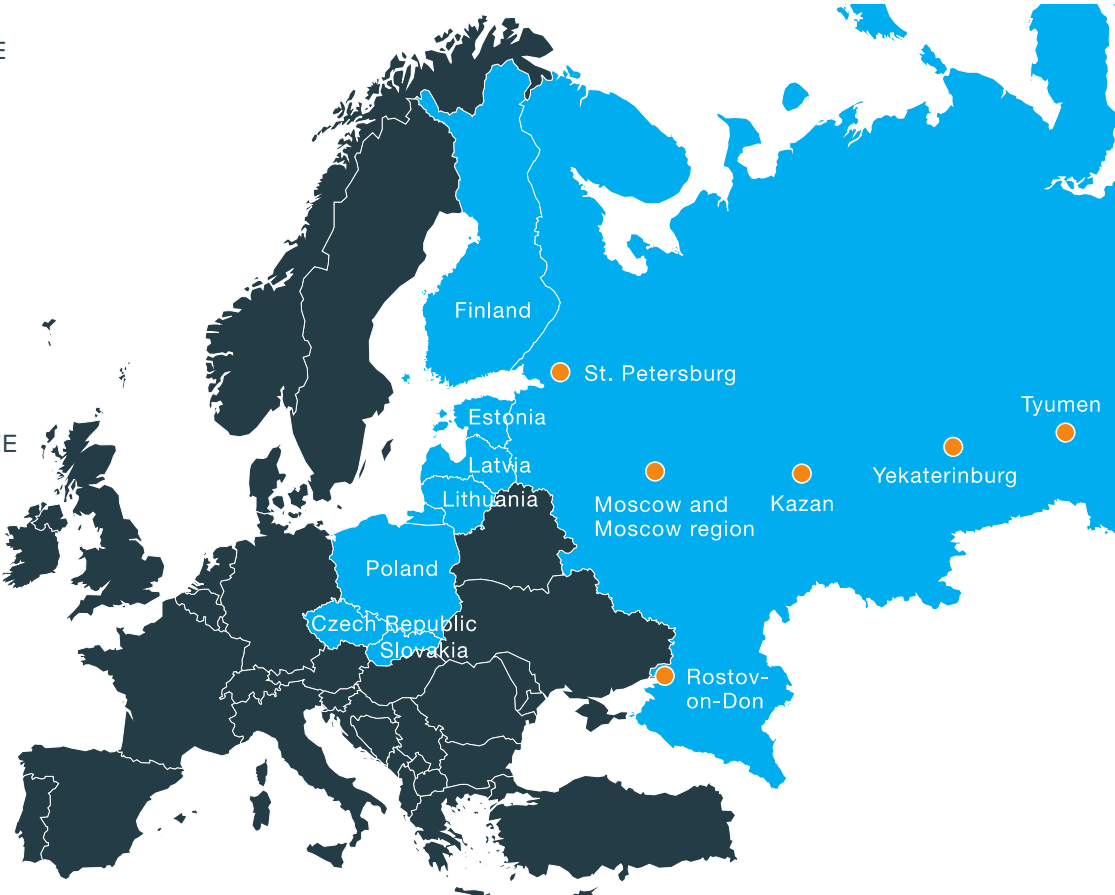 E
Finland
St. Petersburg
Tyumen
Estonia
E
Yekaterinburg
Latvia
Lithuania
Moscow and
Moscow region
Kazan
Poland
Czech Republic
Slovakia
Rostov-
on-Don